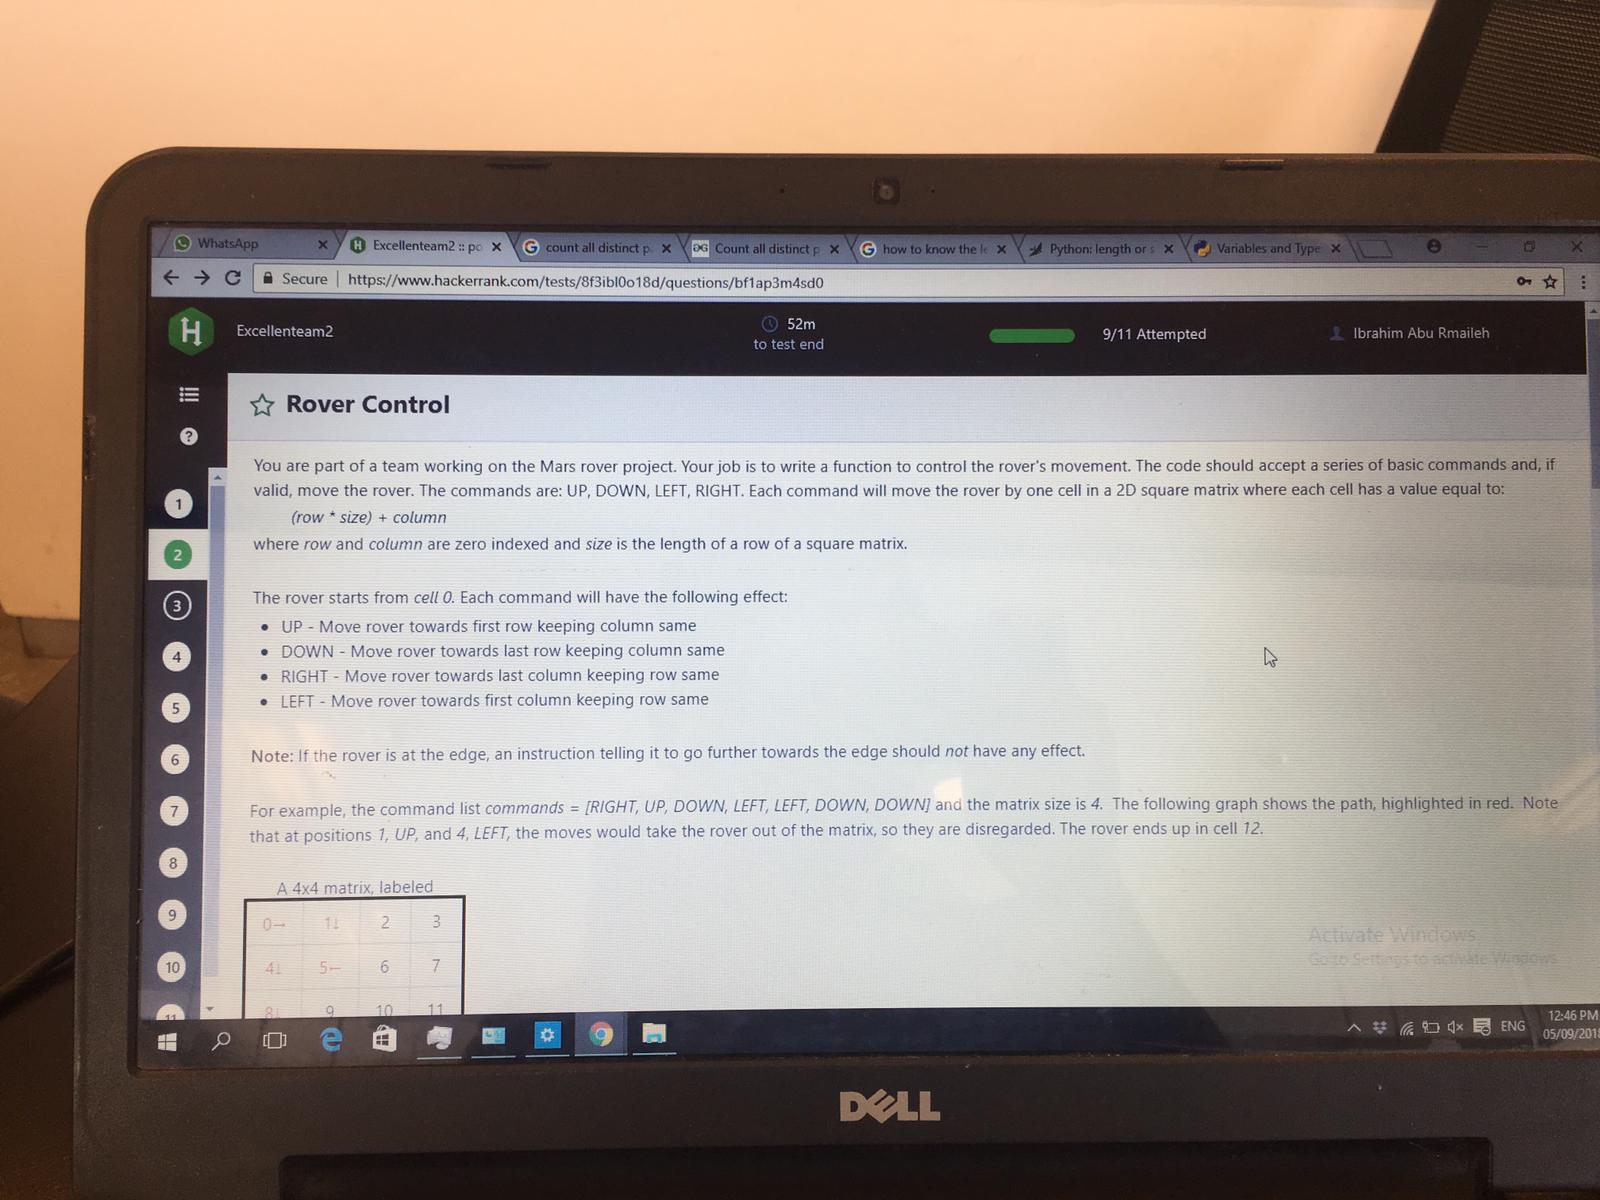 WhatsApp
Excellenteam2 :: po
count all distinct p
Count all distinct p
how to know the le
Python: length or s
Variables and Type
Secure
https://www.hackerrank.com/tests/8f3ibl0o18d/questions/bf1ap3m4sd0
Excellenteam2
52m
to test end
9/11 Attempted
Ibrahim Abu Rmaileh
Rover Control
You are part of a team working on the Mars rover project. Your job is to write a function to control the rover's movement. The code should accept a series of basic commands and, if
valid, move the rover. The commands are: UP, DOWN, LEFT, RIGHT. Each command will move the rover by one cell in a 2D square matrix where each cell has a value equal to:
(row * size) + column
where row and column are zero indexed and size is the length of a row of a square matrix.
The rover starts from cell 0. Each command will have the following effect:
• UP - Move rover towards first row keeping column same
• DOWN - Move rover towards last row keeping column same
• RIGHT - Move rover towards last column keeping row same
• LEFT - Move rover towards first column keeping row same
Note: If the rover is at the edge, an instruction telling it to go further towards the edge should not have any effect.
For example, the command list commands = [RIGHT, UP, DOWN, LEFT, LEFT, DOWN, DOWN] and the matrix size is 4. The following graph shows the path, highlighted in red. Note
that at positions 1, UP, and 4, LEFT, the moves would take the rover out of the matrix, so they are disregarded. The rover ends up in cell 12.
A 4x4 matrix, labeled
0→ 1↓ 2 3
4↓ 5← 6 7
8↓ 9 10 11
1
2
3
4
5
6
7
8
9
10
11
Activate Windows
Go to Settings to activate Windows
ENG
12:46 PM
05/09/201
DELL